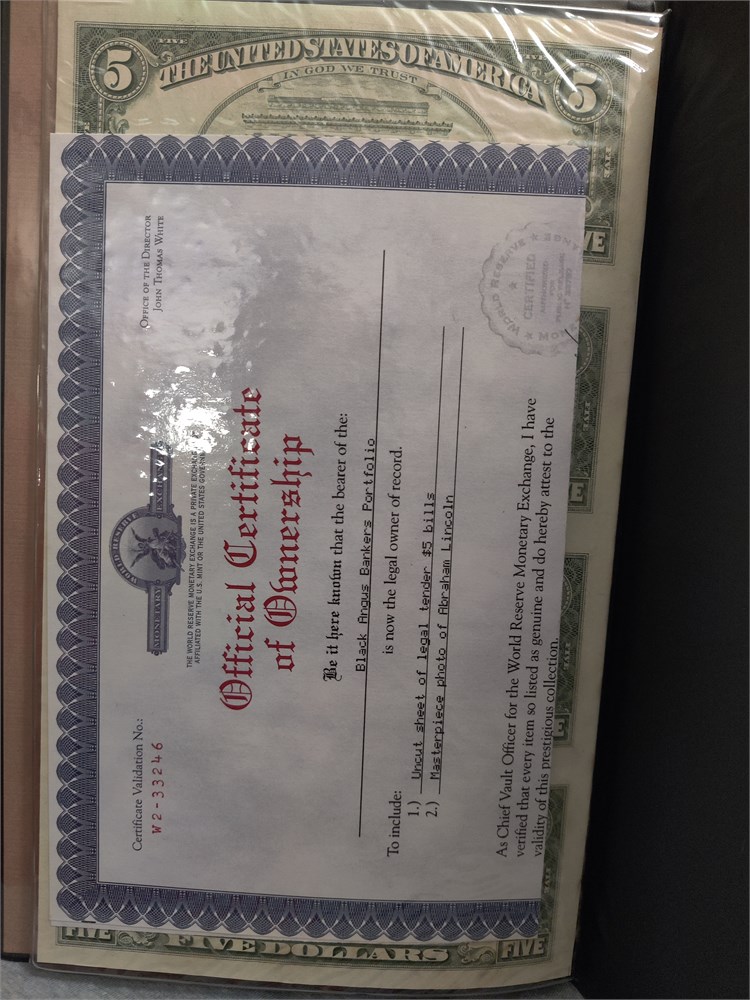 FIVE
5 THE UNITED STATES OF AMERICA 5
IN GOD WE TRUST
Certificate Validation No.:
W2-33246
WORLD RESERVE
MONETARY EXCHANGE
THE WORLD RESERVE MONETARY EXCHANGE IS A PRIVATE EXCHANGE
AFFILIATED WITH THE U.S. MINT OR THE UNITED STATES
OFFICE OF THE DIRECTOR
JOHN THOMAS WHITE
Official Certificate
of Ownership
Be it here known that the bearer of the:
Black Angus Bankers Portfolio
is now the legal owner of record.
To include:
1.) Uncut sheet of legal tender $5 bills
2.) Masterpiece photo of Abraham Lincoln
As Chief Vault Officer for the World Reserve Monetary Exchange, I have
verified that every item so listed as genuine and do hereby attest to the
validity of this prestigious collection.
WORLD RESERVE
CERTIFIED
FIVE FIVE DOLLARS FIVE